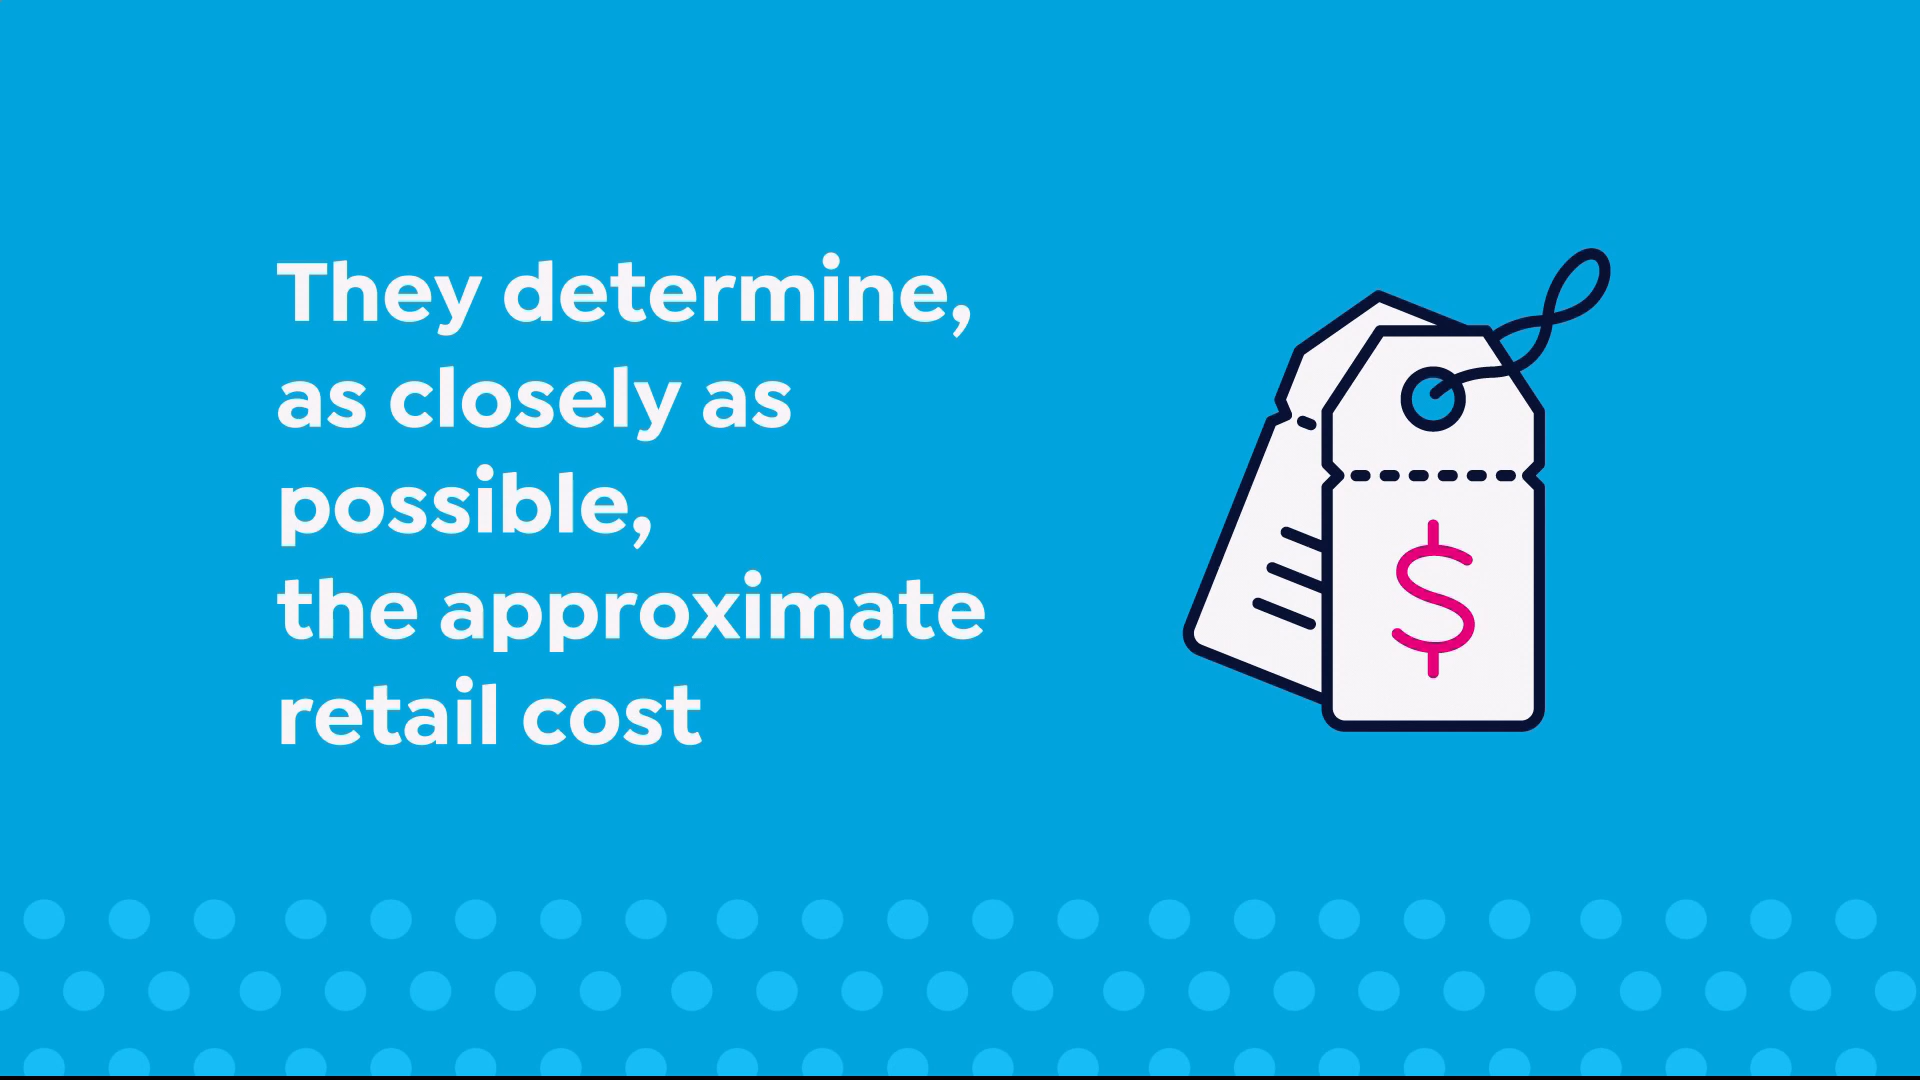 They determine,
as closely as
possible,
the approximate
retail cost
$